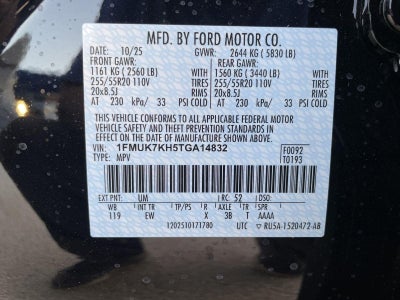 MFD. BY FORD MOTOR CO.
DATE: 10/25 GVWR: 2644 KG ( 5830 LB)
FRONT GAWR: REAR GAWR:
1161 KG ( 2560 LB) WITH 1560 KG ( 3440 LB) WITH
255/55R20 110V TIRES 255/55R20 110V TIRES
20x8.5J RIMS 20x8.5J RIMS
AT 230 kPa/ 33 PSI COLD AT 230 kPa/ 33 PSI COLD
THIS VEHICLE CONFORMS TO ALL APPLICABLE FEDERAL MOTOR
VEHICLE SAFETY AND THEFT PREVENTION STANDARDS IN EFFECT ON
THE DATE OF MANUFACTURE SHOWN ABOVE.
VIN: 1FMUK7KH5TGA14832 F0092
TYPE: MPV T0193
EXT PNT: UM RC: 52 DSO:
WB INT TR TP/PS R AXLE TR SPR
119 EW X 3B T AAAA
1202510171780 UTC RU5A-1520472-AB